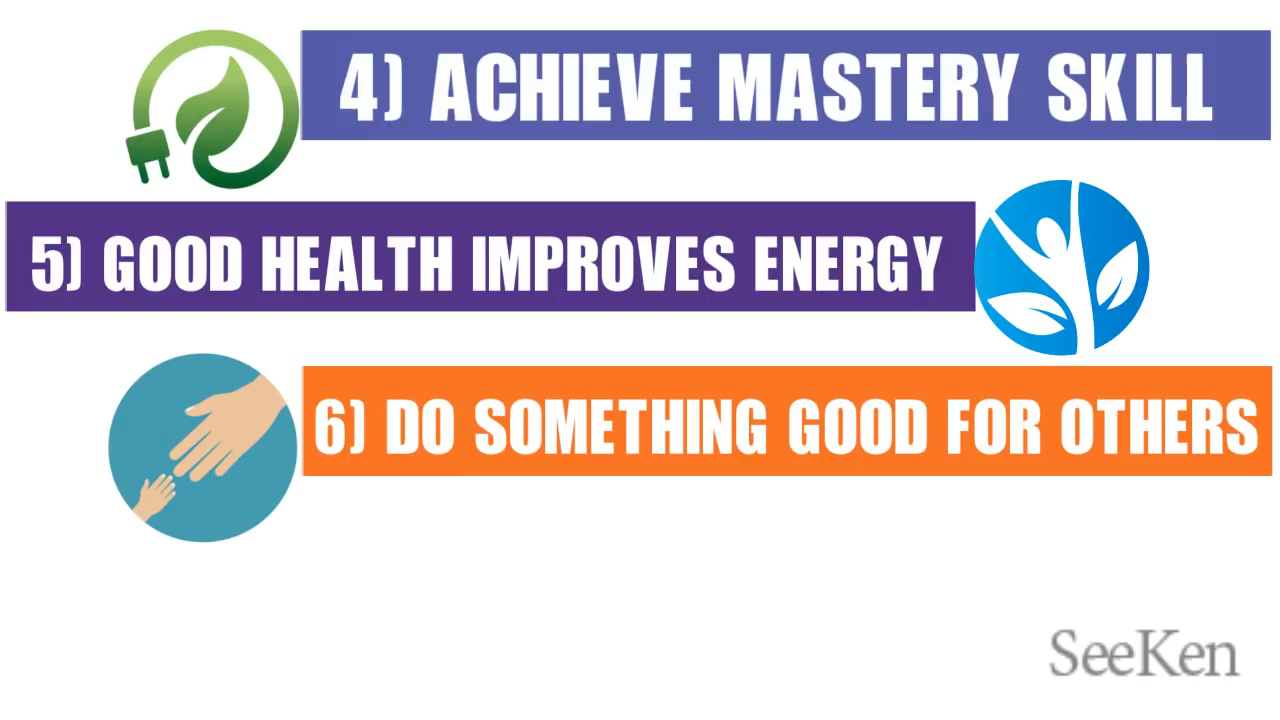 4) ACHIEVE MASTERY SKILL
5) GOOD HEALTH IMPROVES ENERGY
6) DO SOMETHING GOOD FOR OTHERS
SeeKen